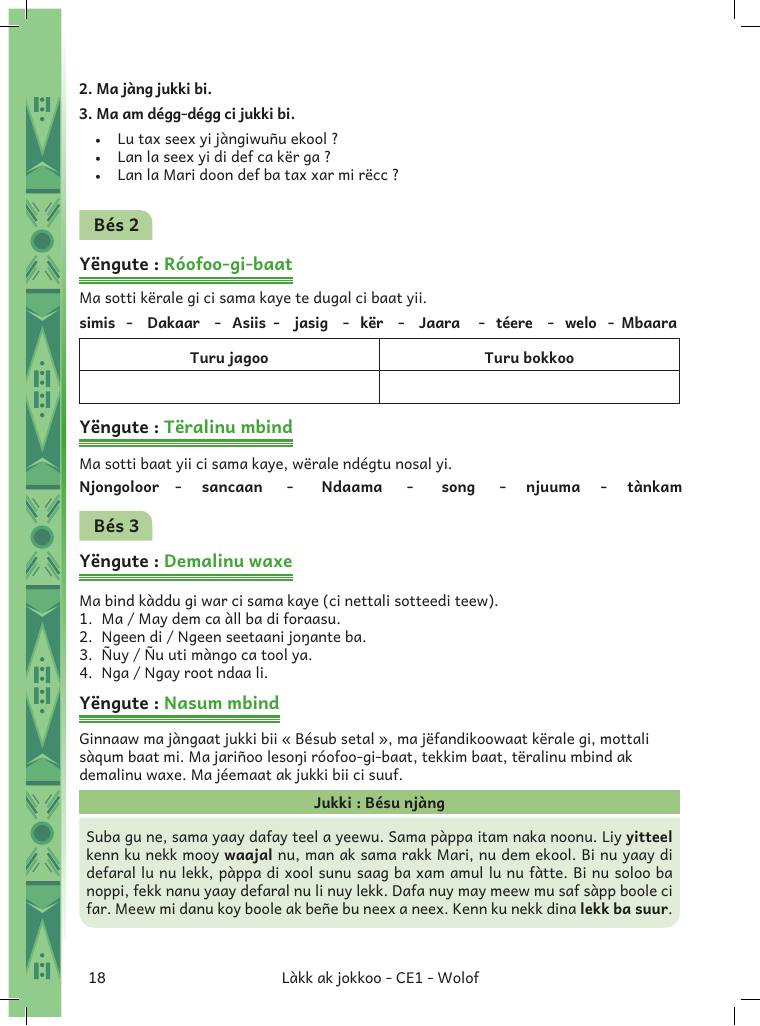 2. Ma jàng jukki bi.
3. Ma am dégg-dégg ci jukki bi.
• Lu tax seex yi jàngiwuñu ekool ?
• Lan la seex yi di def ca kër ga ?
• Lan la Mari doon def ba tax xar mi rëcc ?
Bés 2
Yëngute : Róofoo-gi-baat
Ma sotti kërale gi ci sama kaye te dugal ci baat yii.
simis - Dakaar - Asiis - jasig - kër - Jaara - téere - welo - Mbaara
Turu jagoo Turu bokkoo
Yëngute : Tëralinu mbind
Ma sotti baat yii ci sama kaye, wërale ndégtu nosal yi.
Njongoloor - sancaan - Ndaama - song - njuuma - tànkam
Bés 3
Yëngute : Demalinu waxe
Ma bind kàddu gi war ci sama kaye (ci nettali sotteedi teew).
1. Ma / May dem ca àll ba di foraasu.
2. Ngeen di / Ngeen seetaani joŋante ba.
3. Ñuy / Ñu uti màngo ca tool ya.
4. Nga / Ngay root ndaa li.
Yëngute : Nasum mbind
Ginnaaw ma jàngaat jukki bii « Bésub setal », ma jëfandikoowaat kërale gi, mottali
sàqum baat mi. Ma jariñoo lesoŋi róofoo-gi-baat, tekkim baat, tëralinu mbind ak
demalinu waxe. Ma jéemaat ak jukki bii ci suuf.
Jukki : Bésu njàng
Suba gu ne, sama yaay dafay teel a yeewu. Sama pàppa itam naka noonu. Liy yitteel
kenn ku nekk mooy waajal nu, man ak sama rakk Mari, nu dem ekool. Bi nu yaay di
defaral lu nu lekk, pàppa di xool sunu saag ba xam amul lu nu fàtte. Bi nu soloo ba
noppi, fekk nanu yaay defaral nu li nuy lekk. Dafa nuy may meew mu saf sàpp boole ci
far. Meew mi danu koy boole ak beñe bu neex a neex. Kenn ku nekk dina lekk ba suur.
18 Làkk ak jokkoo - CE1 - Wolof